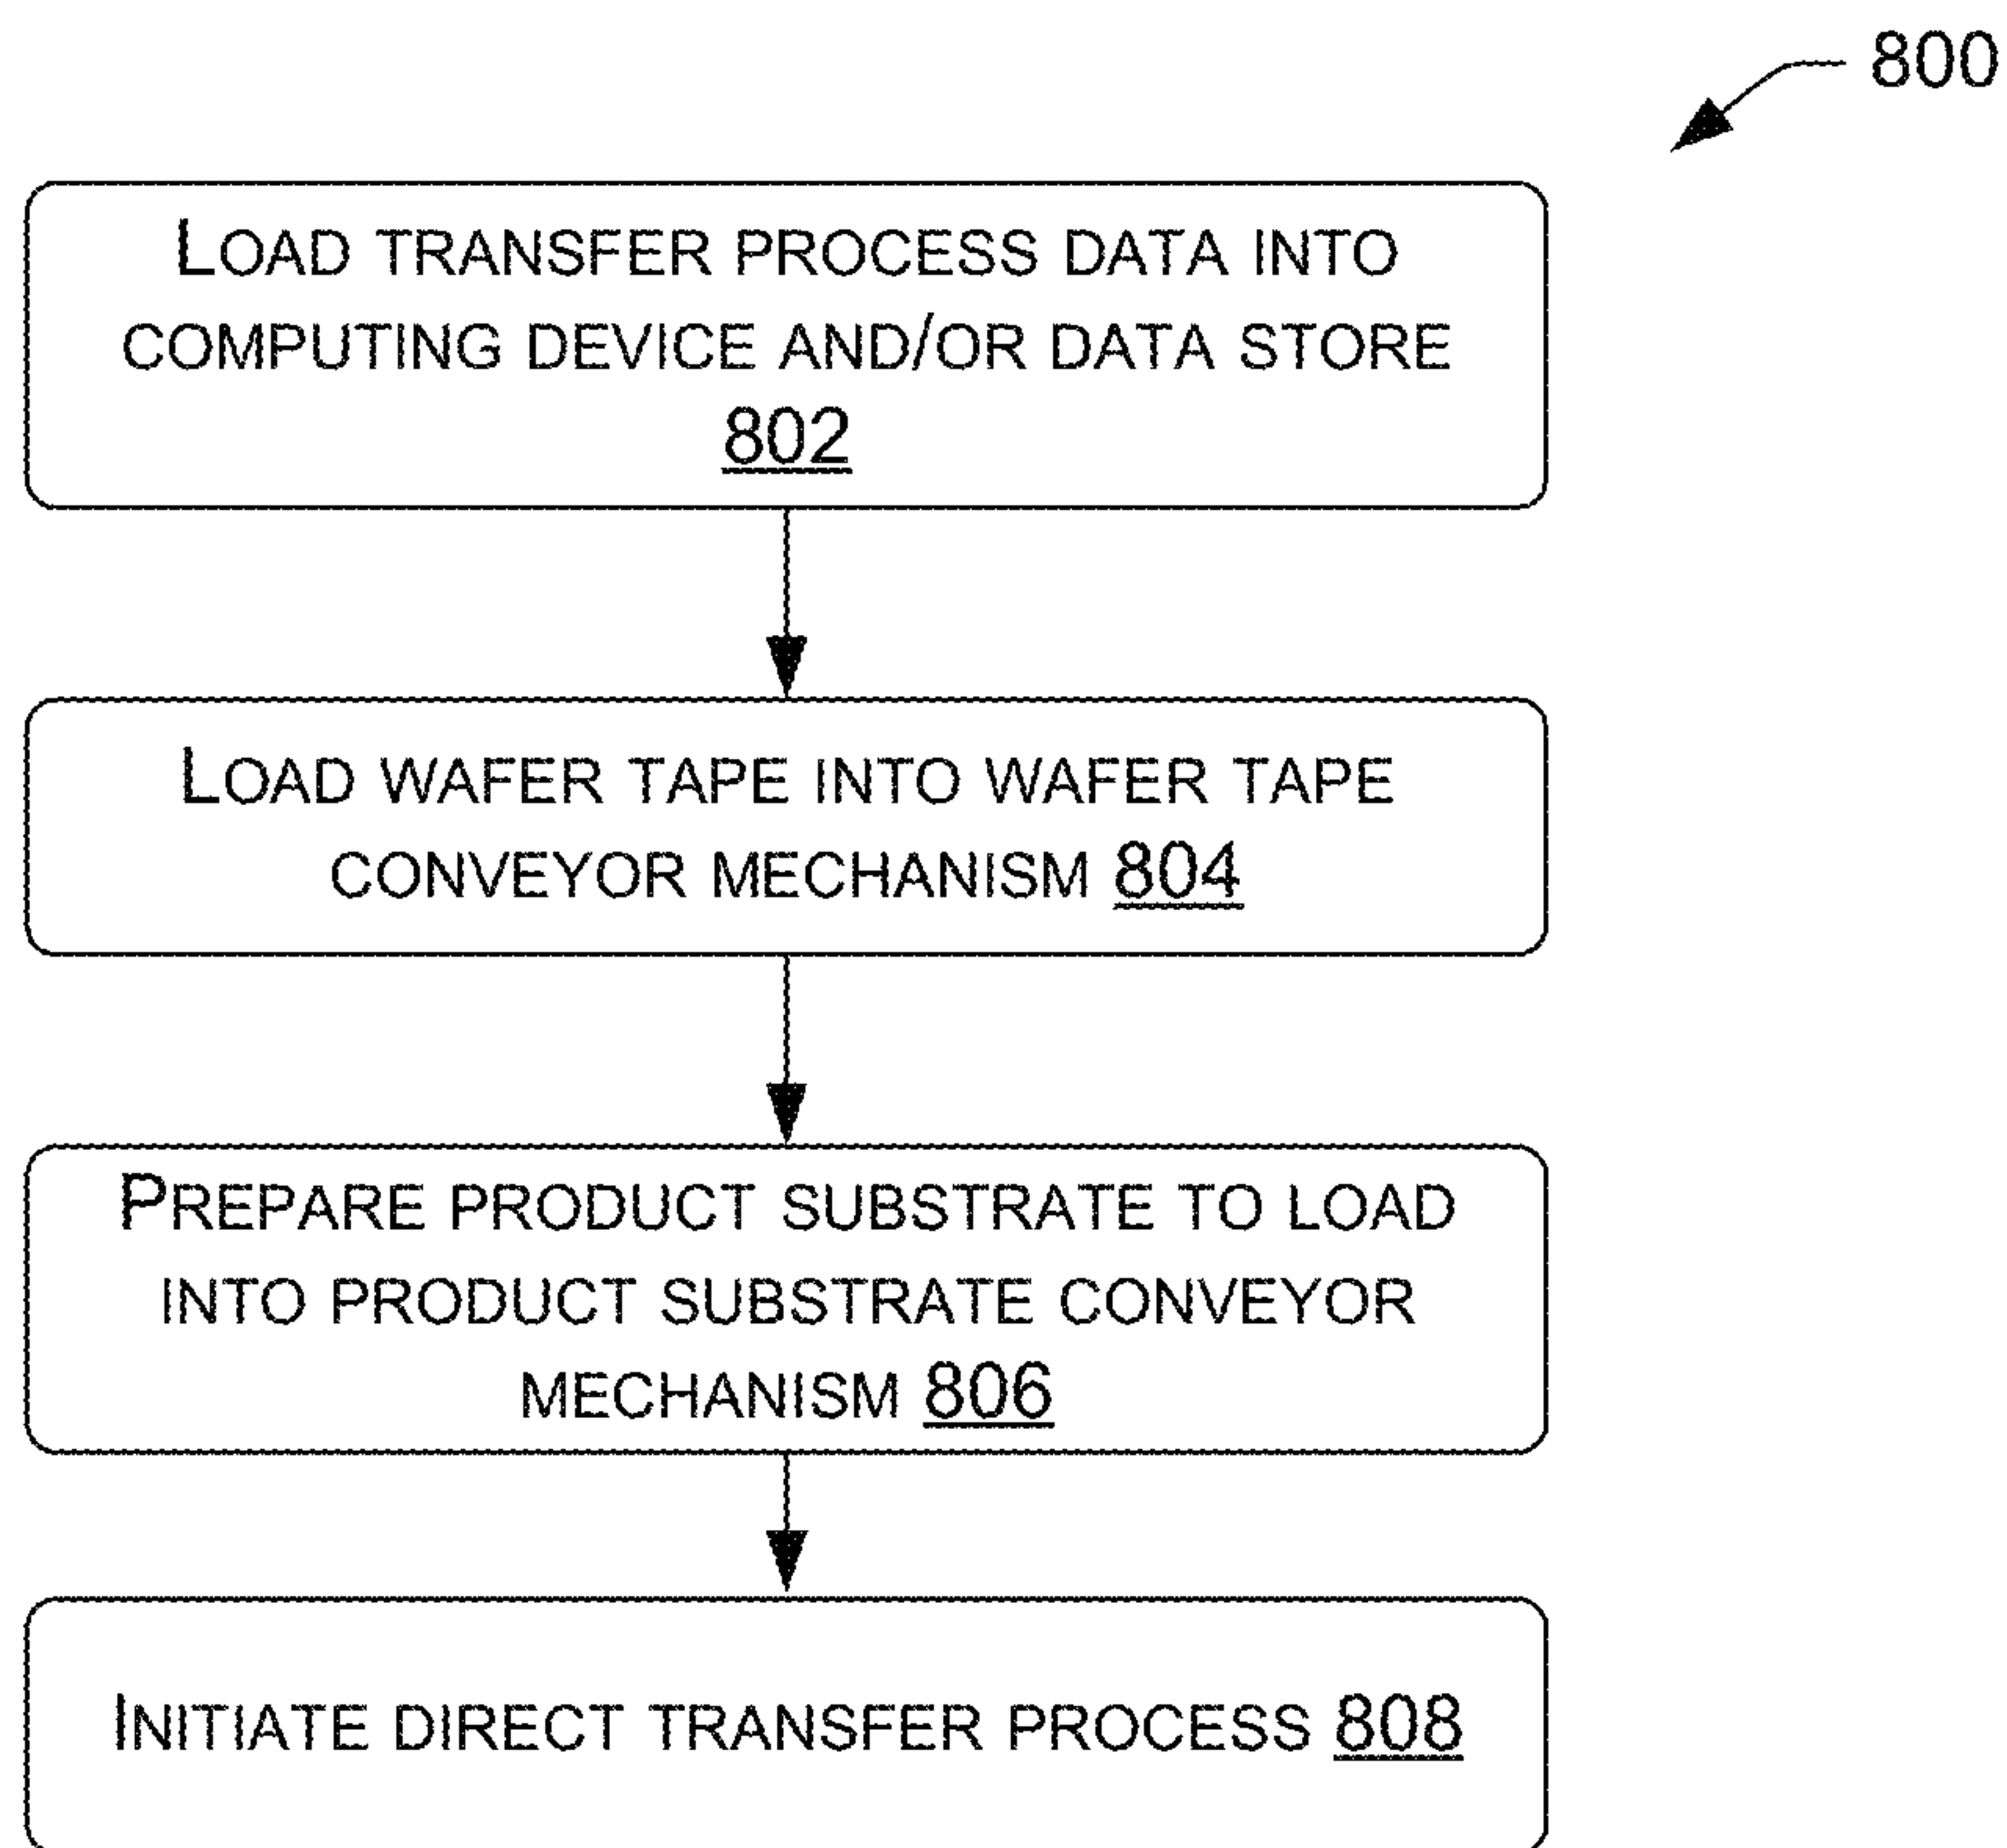 800
LOAD TRANSFER PROCESS DATA INTO
COMPUTING DEVICE AND/OR DATA STORE
802
LOAD WAFER TAPE INTO WAFER TAPE
CONVEYOR MECHANISM 804
PREPARE PRODUCT SUBSTRATE TO LOAD
INTO PRODUCT SUBSTRATE CONVEYOR
MECHANISM 806
INITIATE DIRECT TRANSFER PROCESS 808